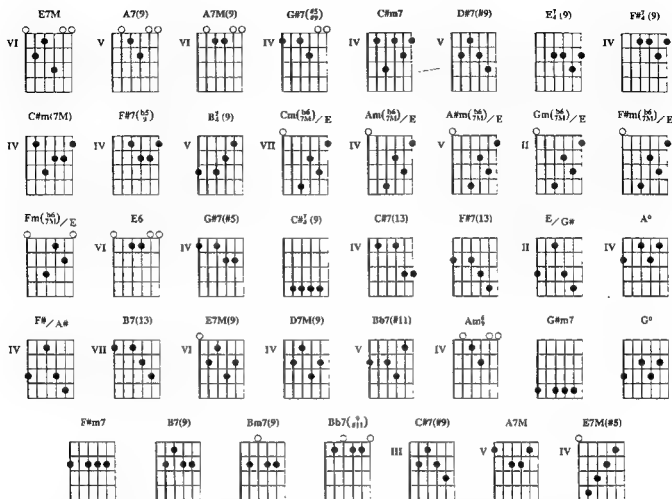 E7M A7(9) A7M(9) G#7(#5 #9) C#m7 D#7(#9) E7 4(9) F#7 4(9)
VI V VI IV IV V IV
C#m(7M) F#7(b5 9) B7 4(9) Cm(b6 7M)/E Am(b6 7M)/E A#m(b6 7M)/E Gm(b6 7M)/E F#m(b6 7M)/E
IV IV V VII IV V II IV
Fm(b6 7M)/E E6 G#7(#5) C#7 4(9) C#7(13) F#7(13) E/G# A°
VI IV IV II IV
F#/A# B7(13) E7M(9) D7M(9) Bb7(#11) Am6 9 G#m7 G°
IV VII VI IV V IV
F#m7 B7(9) Bm7(9) Bb7(9 #11) C#7(#9) A7M E7M(#5)
III V IV